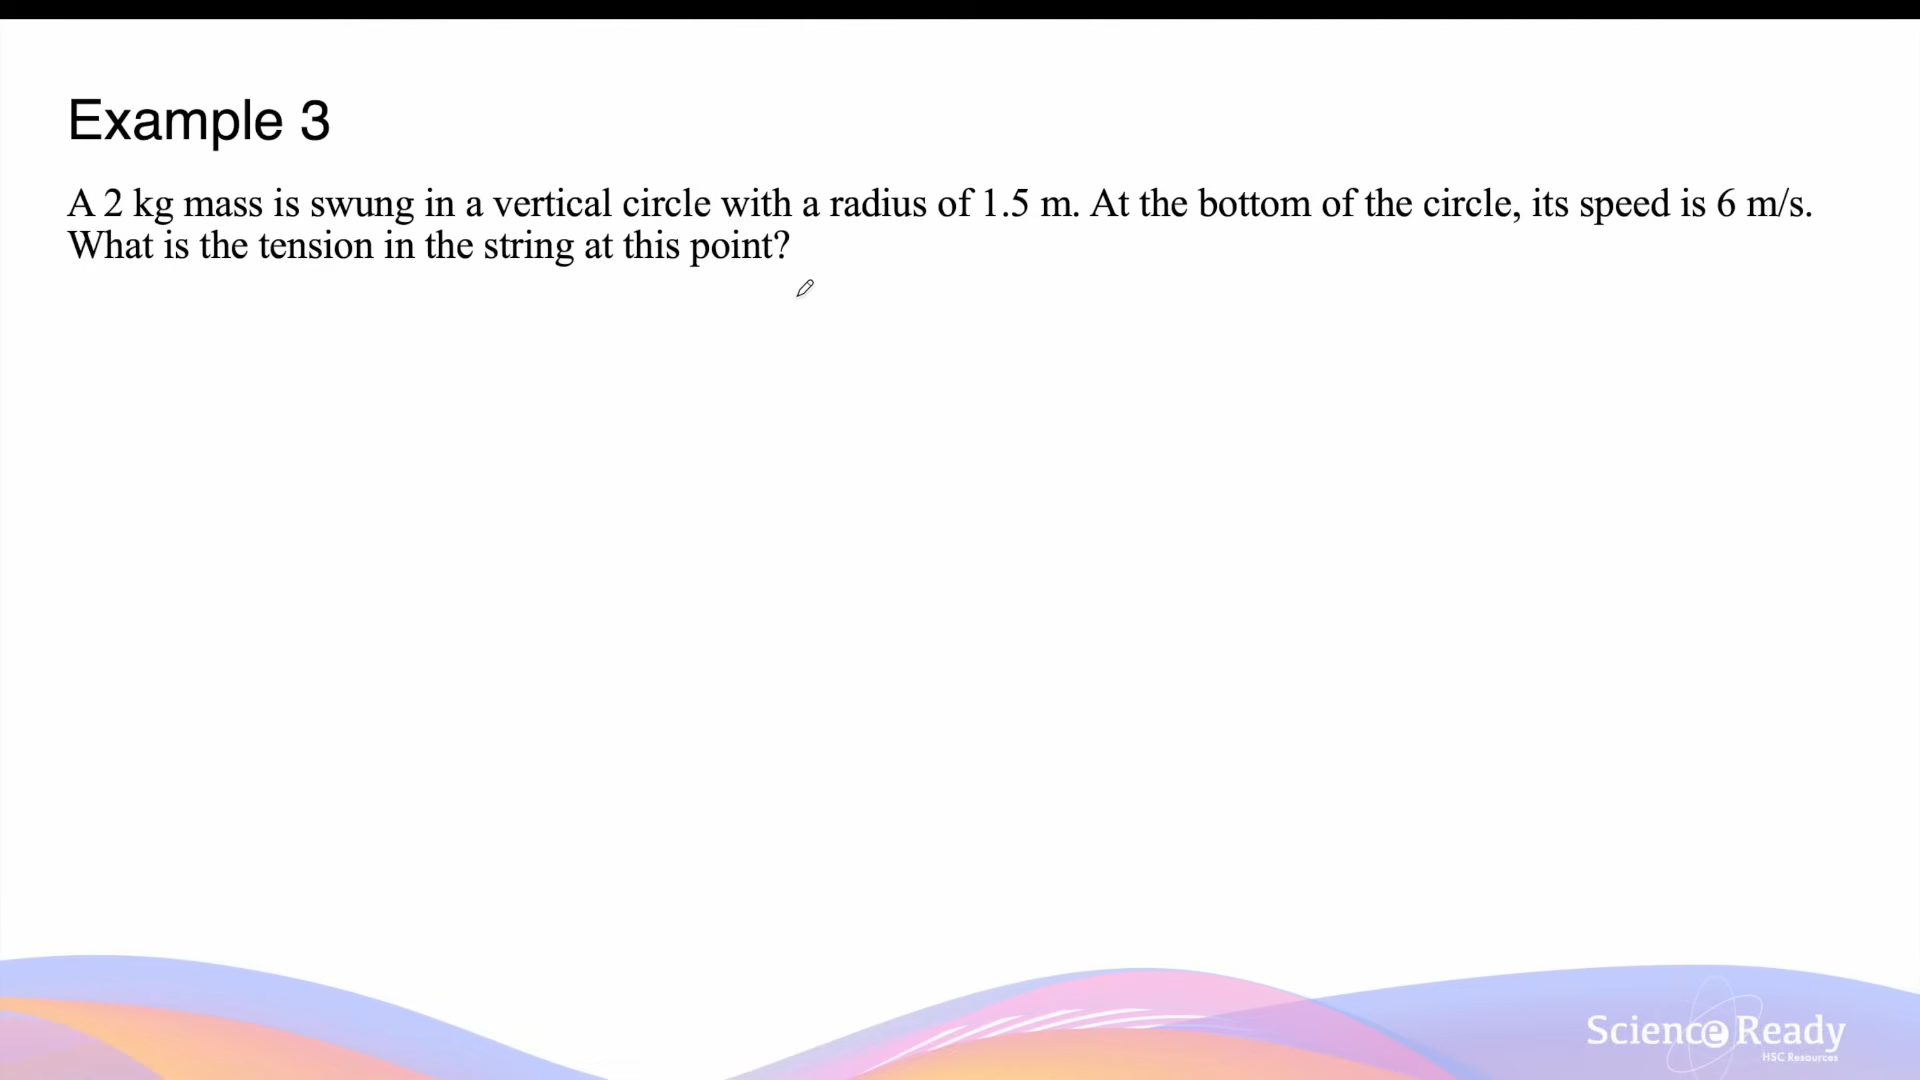 Example 3
A 2 kg mass is swung in a vertical circle with a radius of 1.5 m. At the bottom of the circle, its speed is 6 m/s.
What is the tension in the string at this point?
Science Ready
HSC Resources